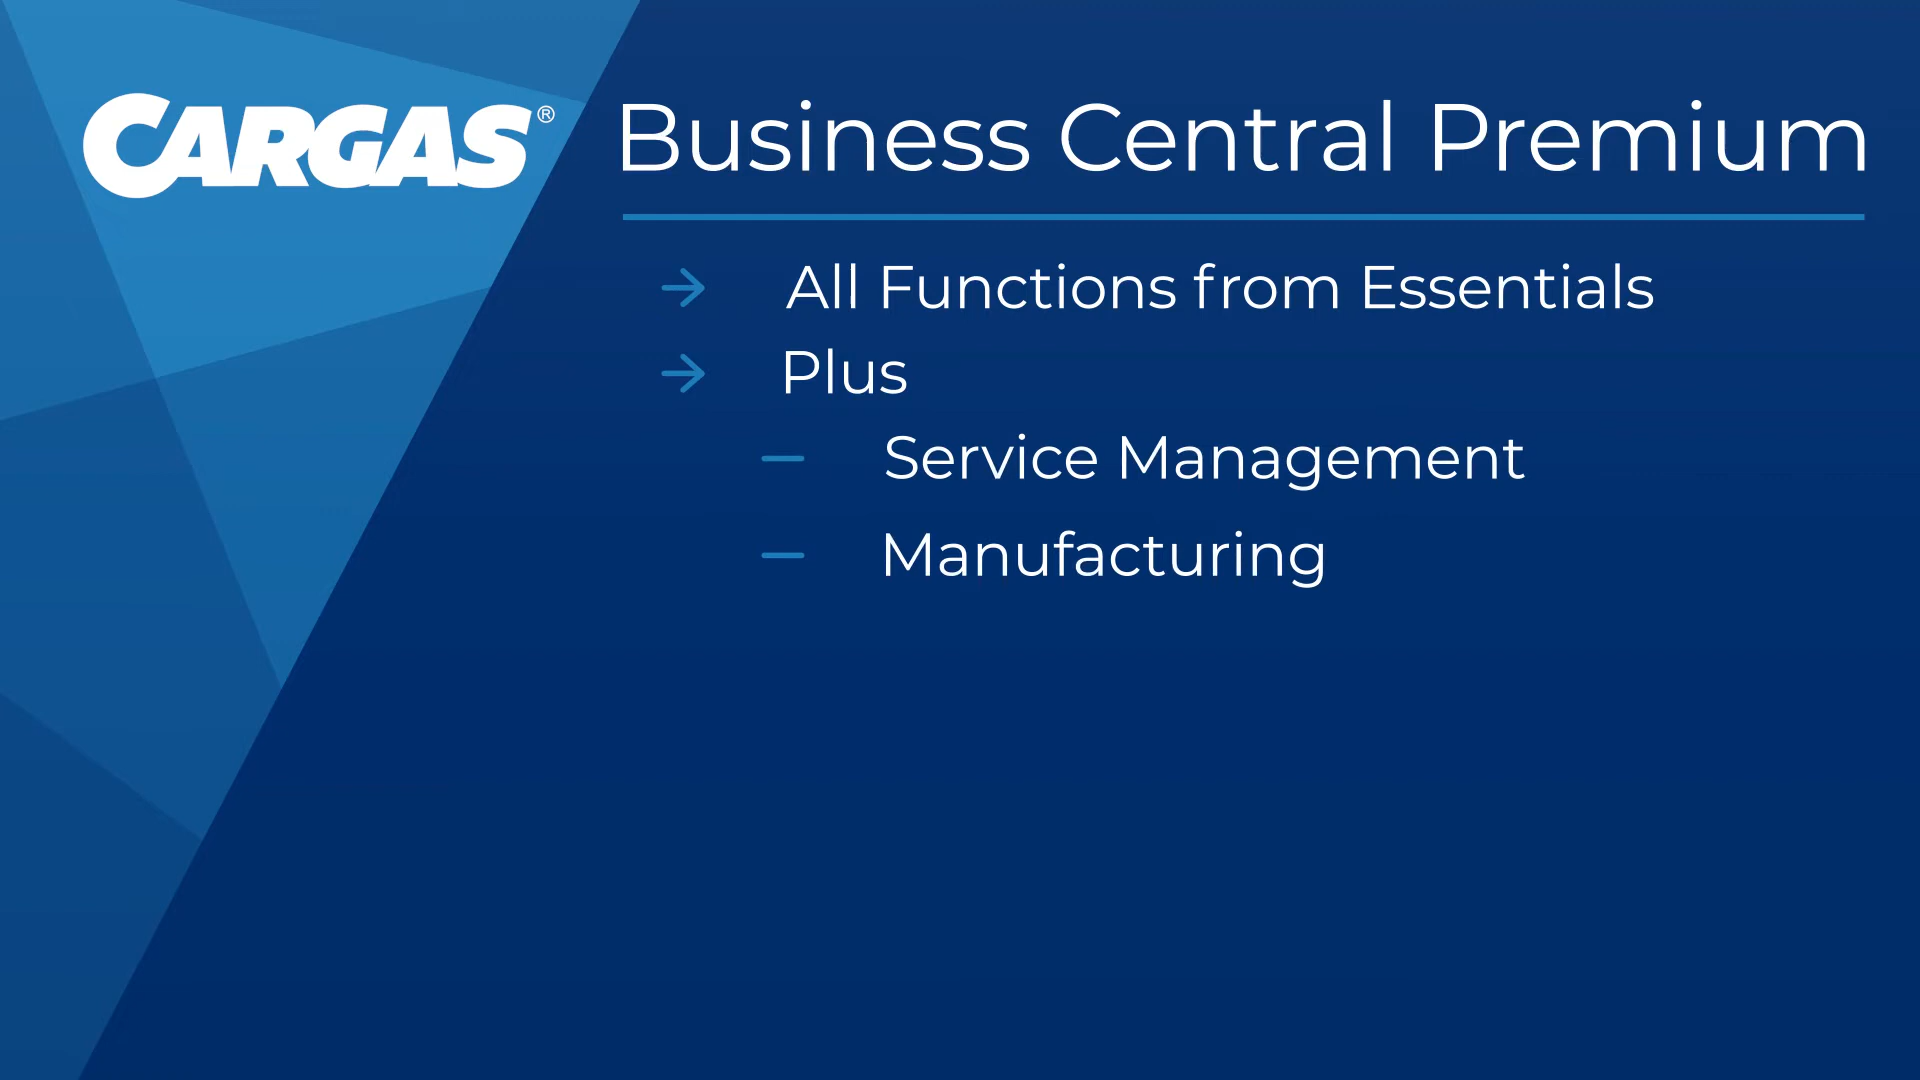 CARGAS®
Business Central Premium
→ All Functions from Essentials
→ Plus
— Service Management
— Manufacturing